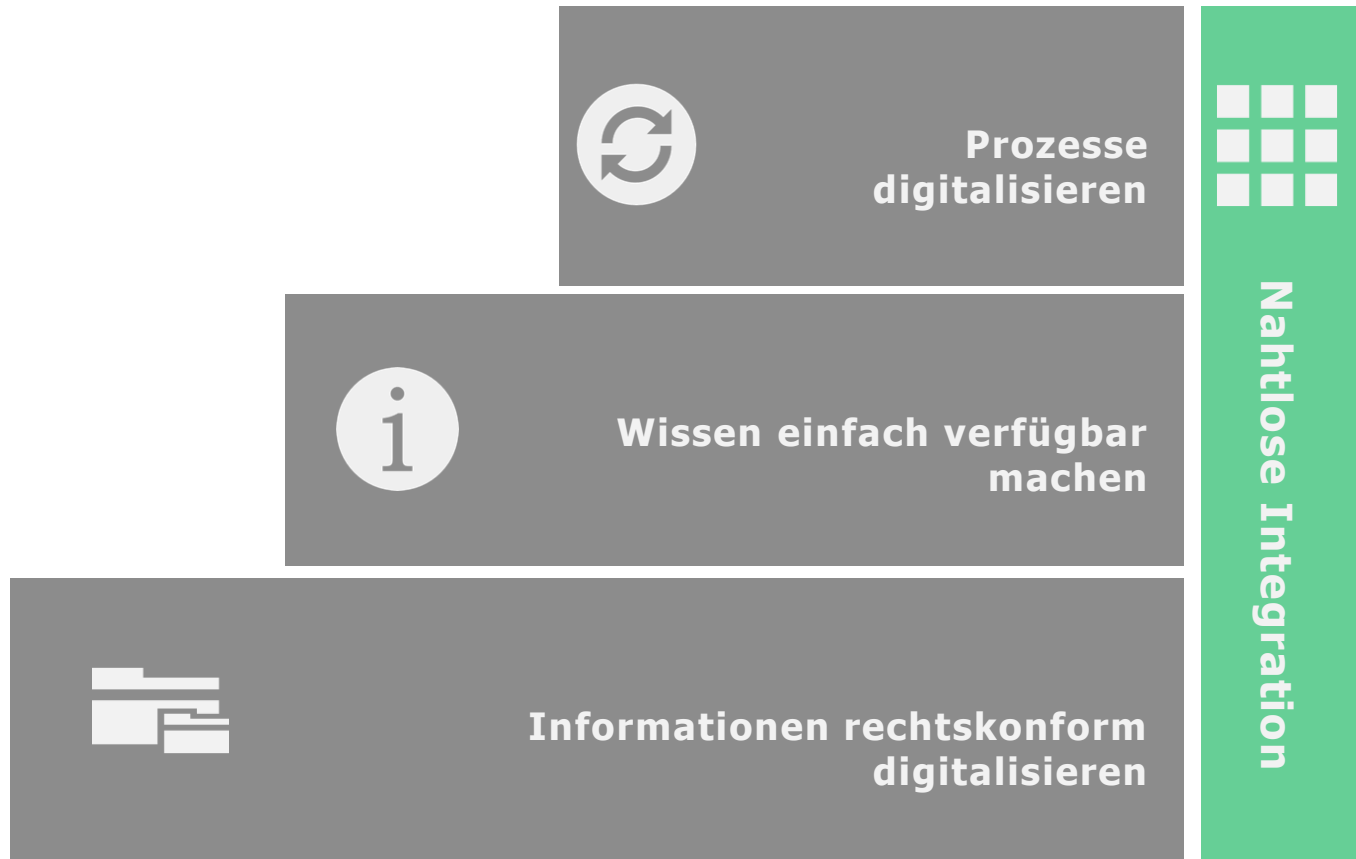 Prozesse
digitalisieren
Wissen einfach verfügbar
machen
Informationen rechtskonform
digitalisieren
Nahtlose Integration